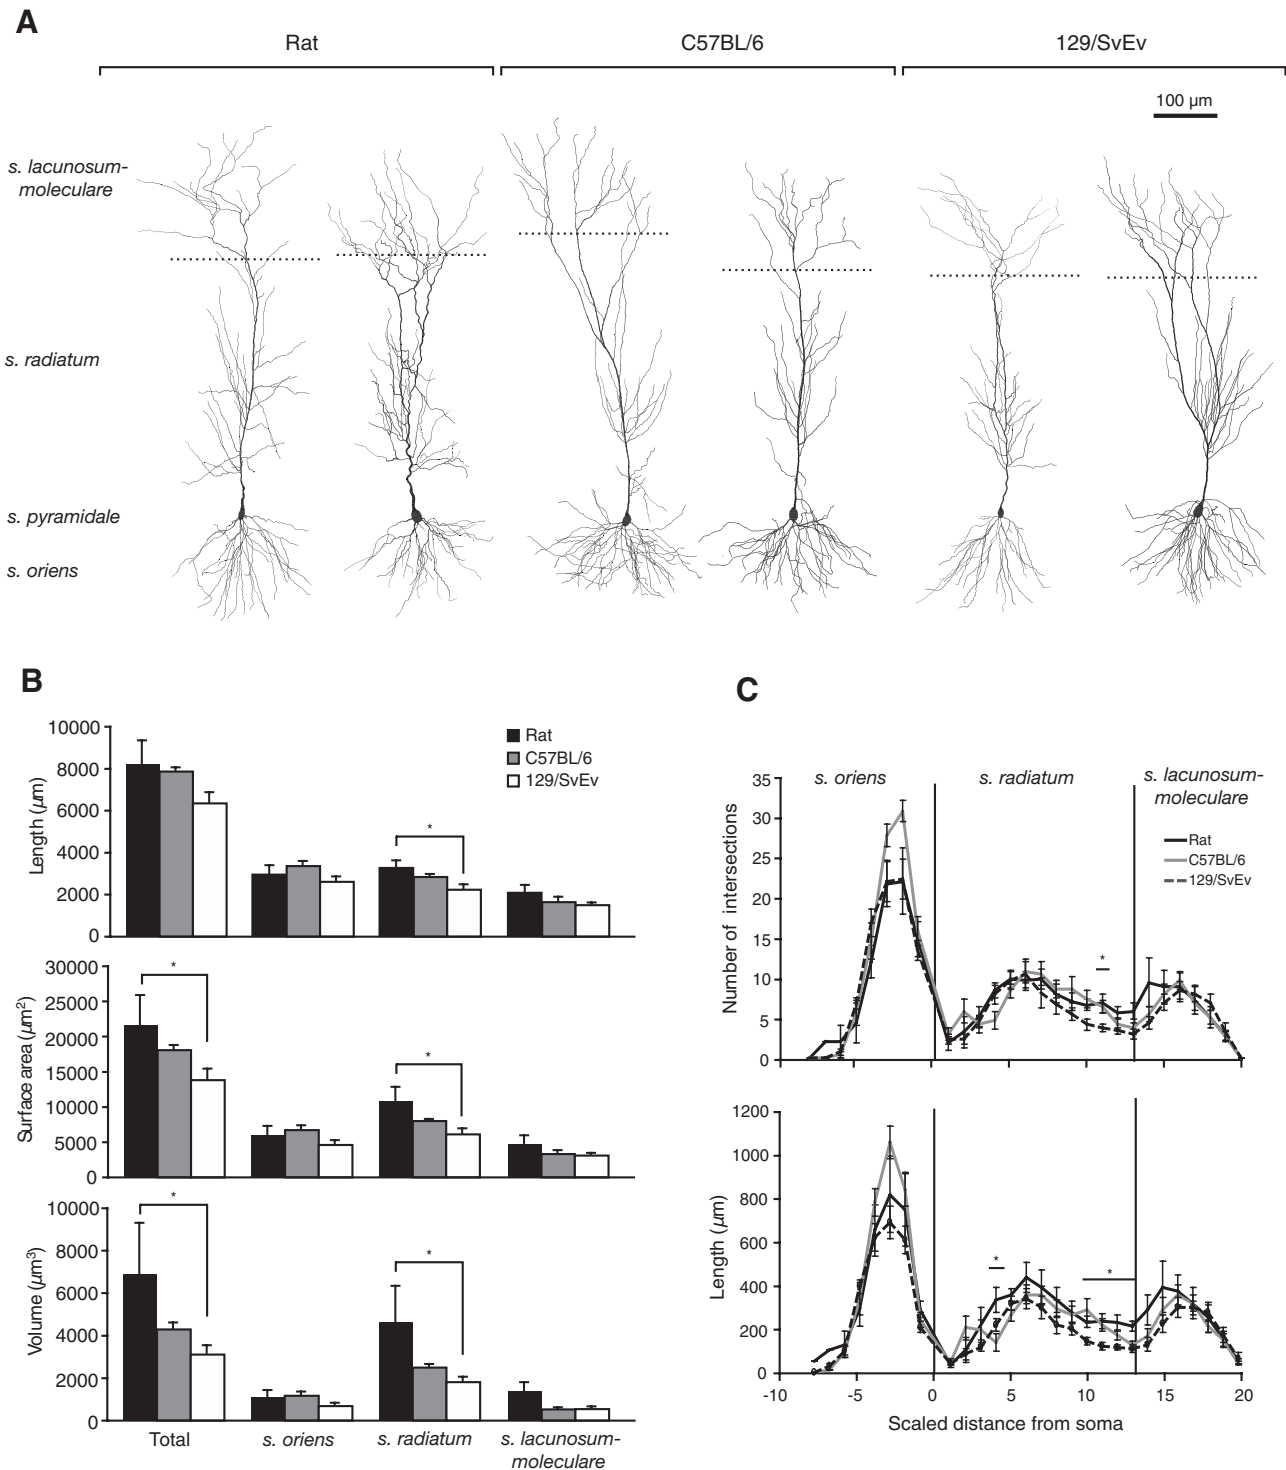 A
Rat
C57BL/6
129/SvEv
100 µm
s. lacunosum-
moleculare
s. radiatum
s. pyramidale
s. oriens
B
10000
8000
6000
4000
2000
0
Length (µm)
Rat
C57BL/6
129/SvEv
*
30000
25000
20000
15000
10000
5000
0
Surface area (µm²)
*
*
10000
8000
6000
4000
2000
0
Volume (µm³)
*
*
Total
s. oriens
s. radiatum
s. lacunosum-
moleculare
C
35
30
25
20
15
10
5
0
Number of intersections
s. oriens
s. radiatum
s. lacunosum-
moleculare
Rat
C57BL/6
129/SvEv
*
1200
1000
800
600
400
200
0
Length (µm)
*
*
-10
-5
0
5
10
15
20
Scaled distance from soma